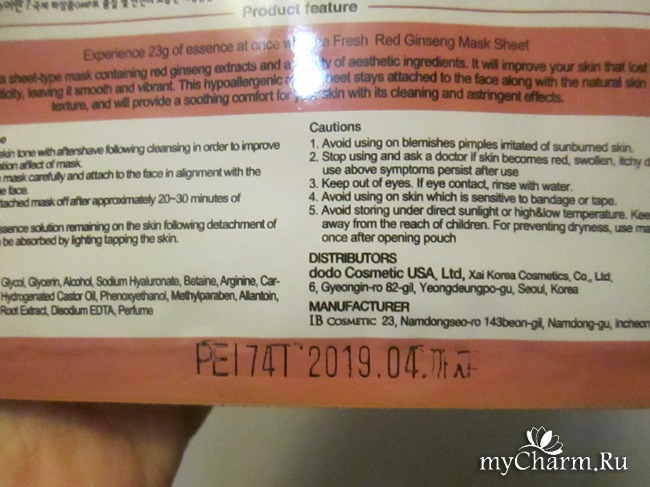 Product feature
Experience 23g of essence at once Fresh Red Ginseng Mask Sheet
a sheet-type mask containing red ginseng extracts and a of aesthetic ingredients. It will improve your skin that lost
leaving it smooth and vibrant. This hypoallergenic sheet stays attached to the face along with the natural skin
texture, and will provide a soothing comfort for skin with its cleaning and astringent effects.
skin tone with aftershave following cleansing in order to improve
affect of mask.
mask carefully and attach to the face in alignment with the
face.
mask off after approximately 20~30 minutes of
solution remaining on the skin following detachment of
be absorbed by lighting tapping the skin.
Glycol, Glycerin, Alcohol, Sodium Hyaluronate, Betaine, Arginine, Car-
Hydrogenated Castor Oil, Phenoxyethanol, Methylparaben, Allantoin,
Root Extract, Disodium EDTA, Perfume
Cautions
1. Avoid using on blemishes pimples irritated of sunburned skin.
2. Stop using and ask a doctor if skin becomes red, swollen, itchy
use above symptoms persist after use
3. Keep out of eyes. If eye contact, rinse with water.
4. Avoid using on skin which is sensitive to bandage or tape.
5. Avoid storing under direct sunlight or high&low temperature. Keep
away from the reach of children. For preventing dryness, use
once after opening pouch
DISTRIBUTORS
dodo Cosmetic USA, Ltd, Xai Korea Cosmetics, Co,. Ltd.
6, Gyeongin-ro 82-gil, Yeongdeungpo-gu, Seoul, Korea
MANUFACTURER
IB COSMETIC 23, Namdongseo-ro 143beon-gil, Namdong-gu, Incheon
PE174T 2019.04.까지
myCharm.Ru